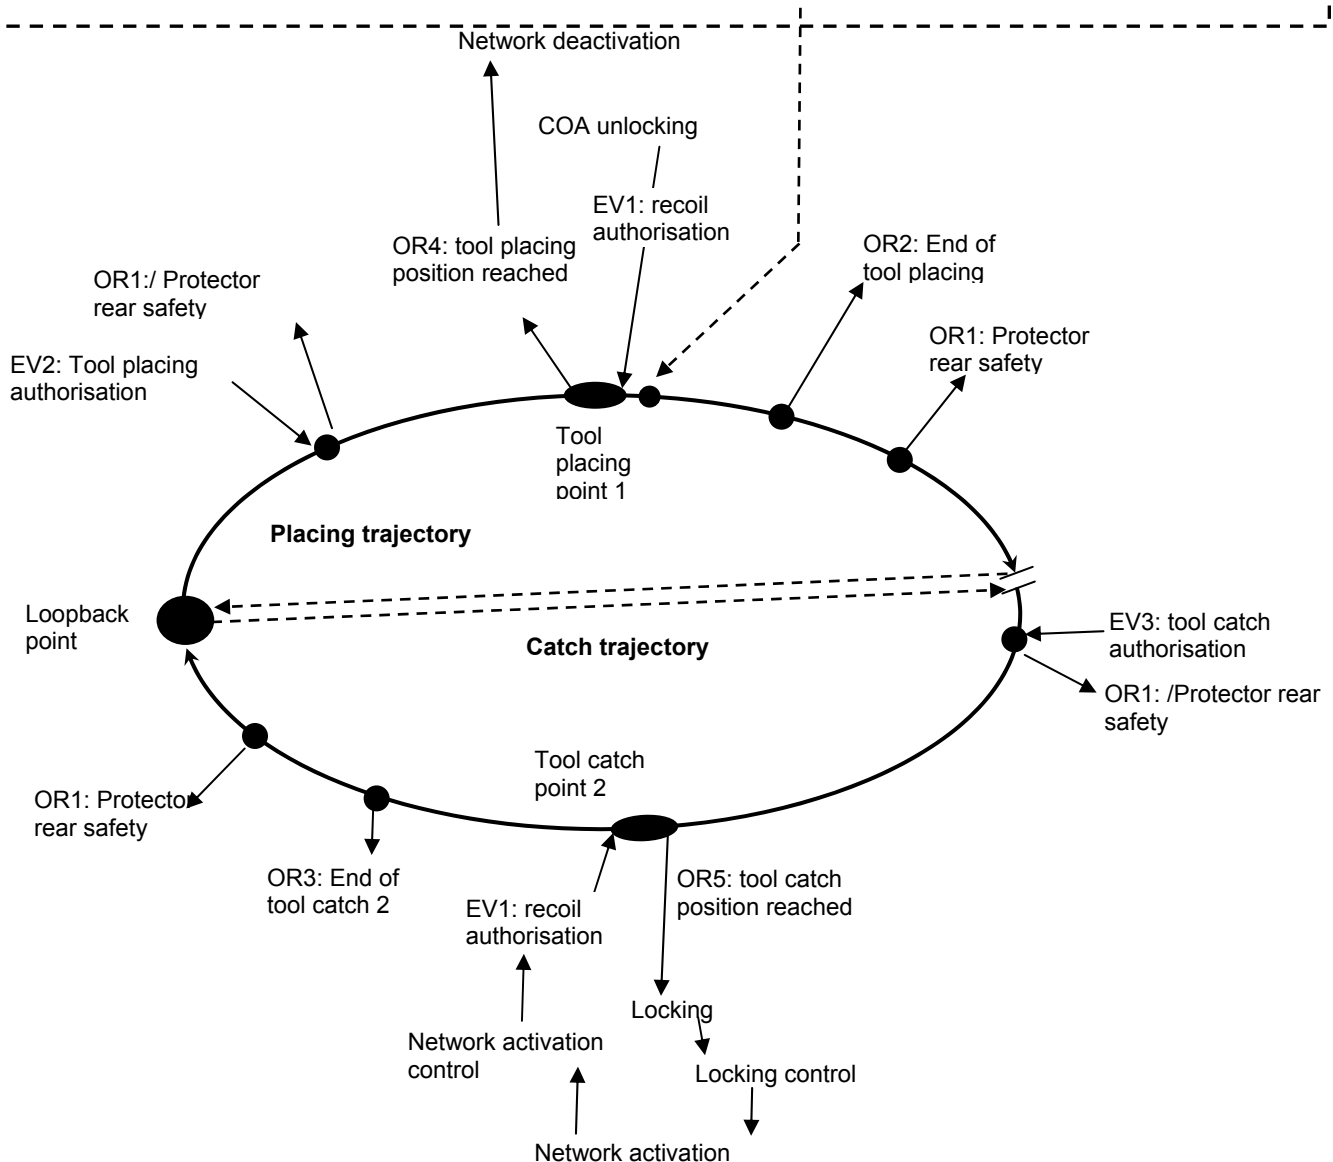 Network deactivation
COA unlocking
EV1: recoil
authorisation
OR4: tool placing
position reached
OR2: End of
tool placing
OR1:/ Protector
rear safety
OR1: Protector
rear safety
EV2: Tool placing
authorisation
Tool
placing
point 1
Placing trajectory
Loopback
point
Catch trajectory
EV3: tool catch
authorisation
OR1: /Protector rear
safety
Tool catch
point 2
OR1: Protector
rear safety
OR3: End of
tool catch 2
EV1: recoil
authorisation
OR5: tool catch
position reached
Locking
Network activation
control
Locking control
Network activation